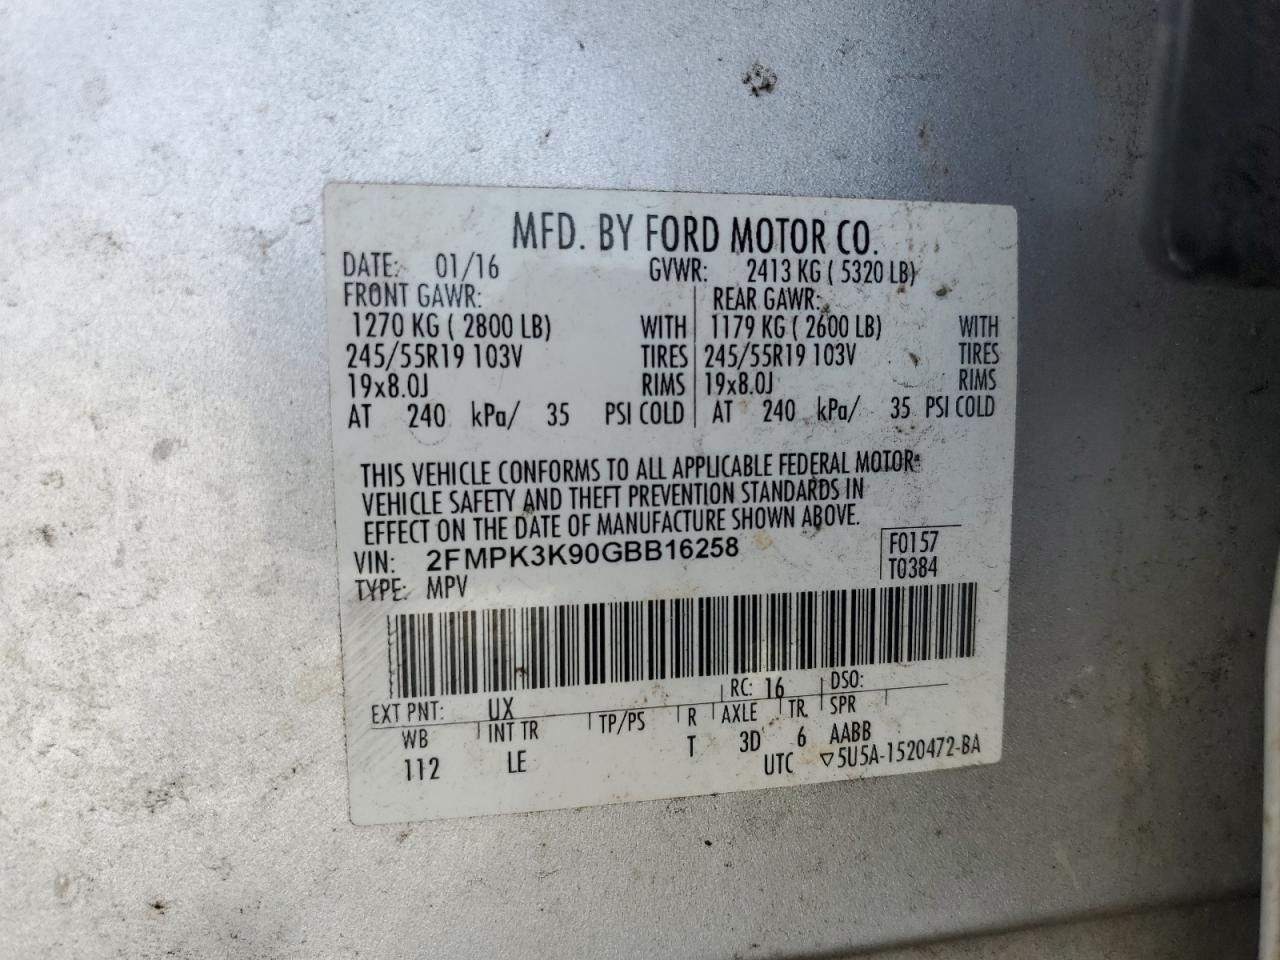 MFD. BY FORD MOTOR CO.
DATE: 01/16 GVWR: 2413 KG ( 5320 LB)
FRONT GAWR: REAR GAWR:
1270 KG ( 2800 LB) WITH 1179 KG ( 2600 LB) WITH
245/55R19 103V TIRES 245/55R19 103V TIRES
19x8.0J RIMS 19x8.0J RIMS
AT 240 kPa/ 35 PSI COLD AT 240 kPa/ 35 PSI COLD
THIS VEHICLE CONFORMS TO ALL APPLICABLE FEDERAL MOTOR
VEHICLE SAFETY AND THEFT PREVENTION STANDARDS IN
EFFECT ON THE DATE OF MANUFACTURE SHOWN ABOVE.
VIN: 2FMPK3K90GBB16258 F0157
TYPE: MPV T0384
RC: 16 DSO:
EXT PNT: UX
WB INT TR TP/PS R AXLE TR SPR
112 LE T 3D 6 AABB
UTC ▽5U5A-1520472-BA